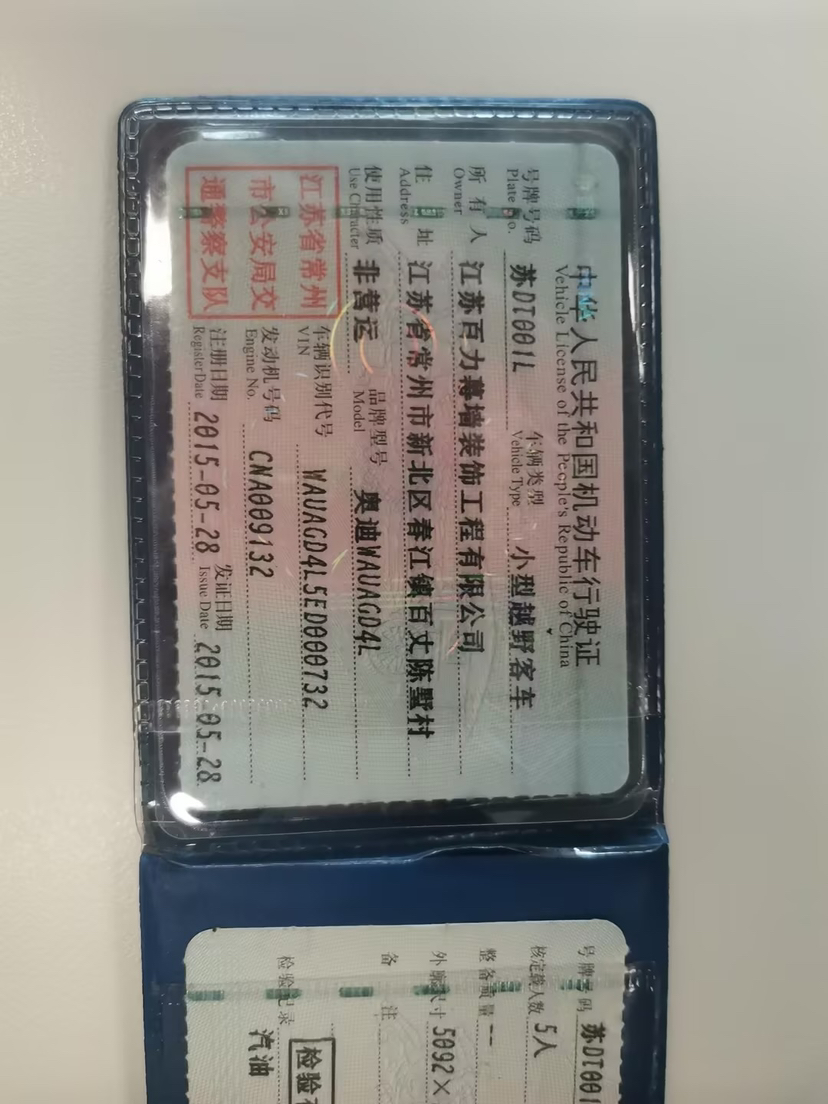 中华人民共和国机动车行驶证
Vehicle License of the People's Republic of China
号牌号码 苏DT001L 车辆类型 小型越野客车
Plate No. Vehicle Type
所有人 江苏百力幕墙装饰工程有限公司
Owner
住址 江苏省常州市新北区春江镇百丈陈墅村
Address
使用性质 非营运 品牌型号 奥迪WAUAGD4L
Use Character Model
江苏省常州
市公安局交
通警察支队
车辆识别代号 WAUAGD4L5ED000732
VIN
发动机号码 CNA009132
Engine No.
注册日期 2015-05-28 发证日期 2015-05-28
Register Date Issue Date
号牌号码 苏DT001
核定载人数 5人
整备质量 --
外廓尺寸 5092×
备注
检验记录 检验
汽油